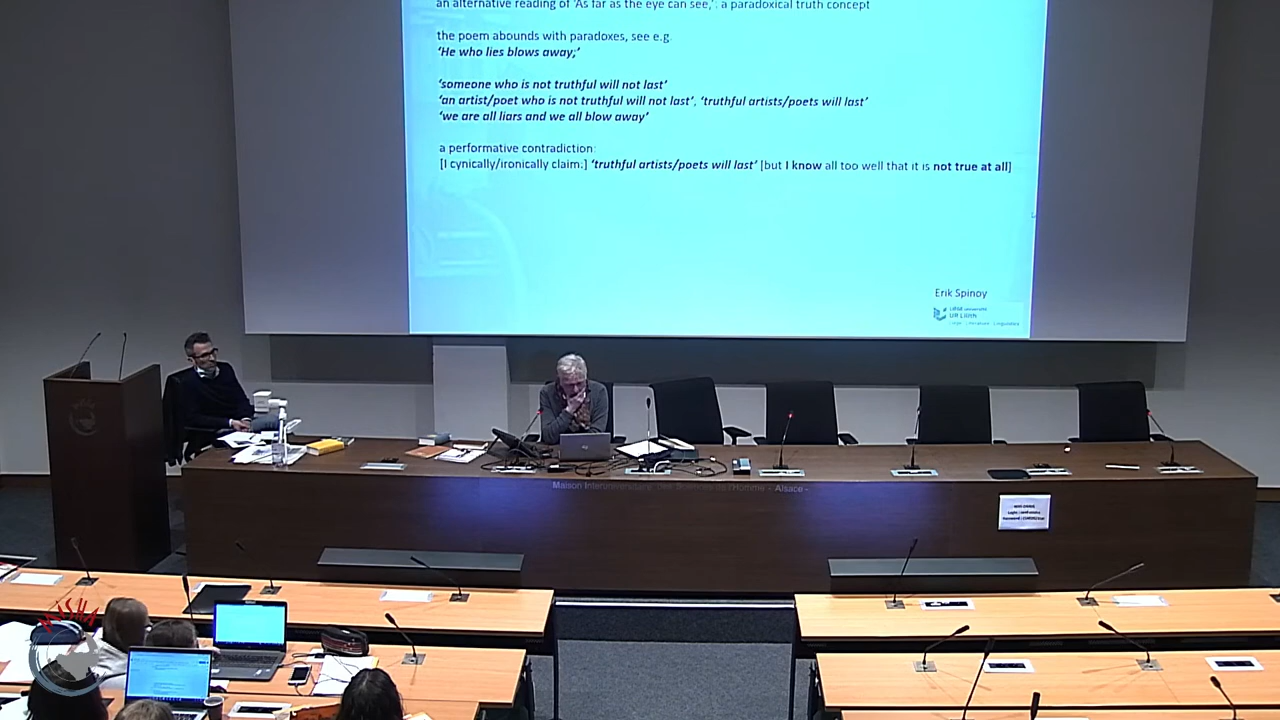 an alternative reading of 'As far as the eye can see,': a paradoxical truth concept
the poem abounds with paradoxes, see e.g.
'He who lies blows away;'
'someone who is not truthful will not last'
'an artist/poet who is not truthful will not last', 'truthful artists/poets will last'
'we are all liars and we all blow away'
a performative contradiction:
[I cynically/ironically claim:] 'truthful artists/poets will last' [but I know all too well that it is not true at all]
Erik Spinoy
Maison Interuniversitaire Des Sciences De l'Homme - Alsace -
MISHA